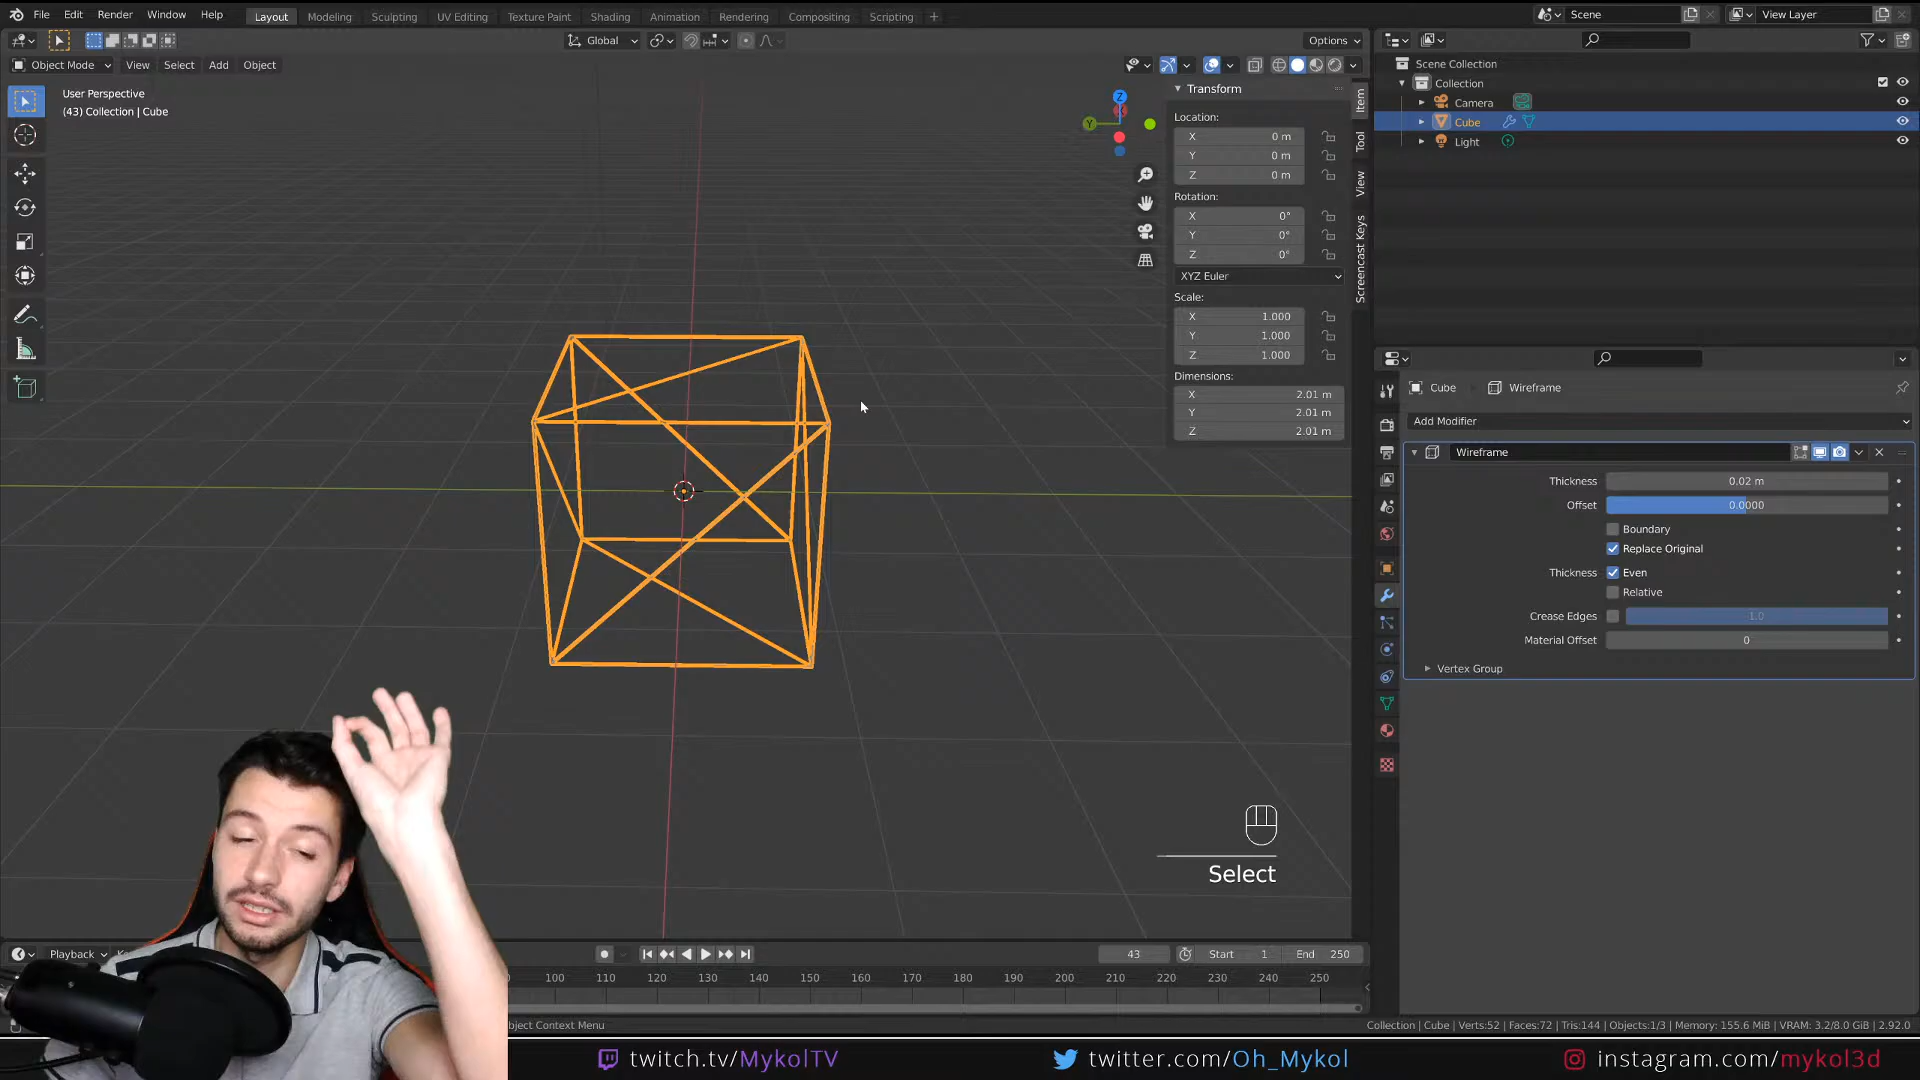 File Edit Render Window Help Layout Modeling Sculpting UV Editing Texture Paint Shading Animation Rendering Compositing Scripting +
Scene
View Layer
Global
Options
Object Mode View Select Add Object
User Perspective
(43) Collection | Cube
Z
Y
Transform
Location:
X 0 m
Y 0 m
Z 0 m
Rotation:
X 0°
Y 0°
Z 0°
XYZ Euler
Scale:
X 1.000
Y 1.000
Z 1.000
Dimensions:
X 2.01 m
Y 2.01 m
Z 2.01 m
Item
Tool
View
Screencast Keys
Scene Collection
Collection
Camera
Cube
Light
Cube Wireframe
Add Modifier
Wireframe
Thickness 0.02 m
Offset 0.0000
Boundary
Replace Original
Thickness Even
Relative
Crease Edges 1.0
Material Offset 0
Vertex Group
Select
Playback
43
Start 1
End 250
100 110 120 130 140 150 160 170 180 190 200 210 220 230 240 250
bject Context Menu
Collection | Cube | Verts:52 | Faces:72 | Tris:144 | Objects:1/3 | Memory: 155.6 MiB | VRAM: 3.2/8.0 GiB | 2.92.0
twitch.tv/MykolTV
twitter.com/Oh_Mykol
instagram.com/mykol3d